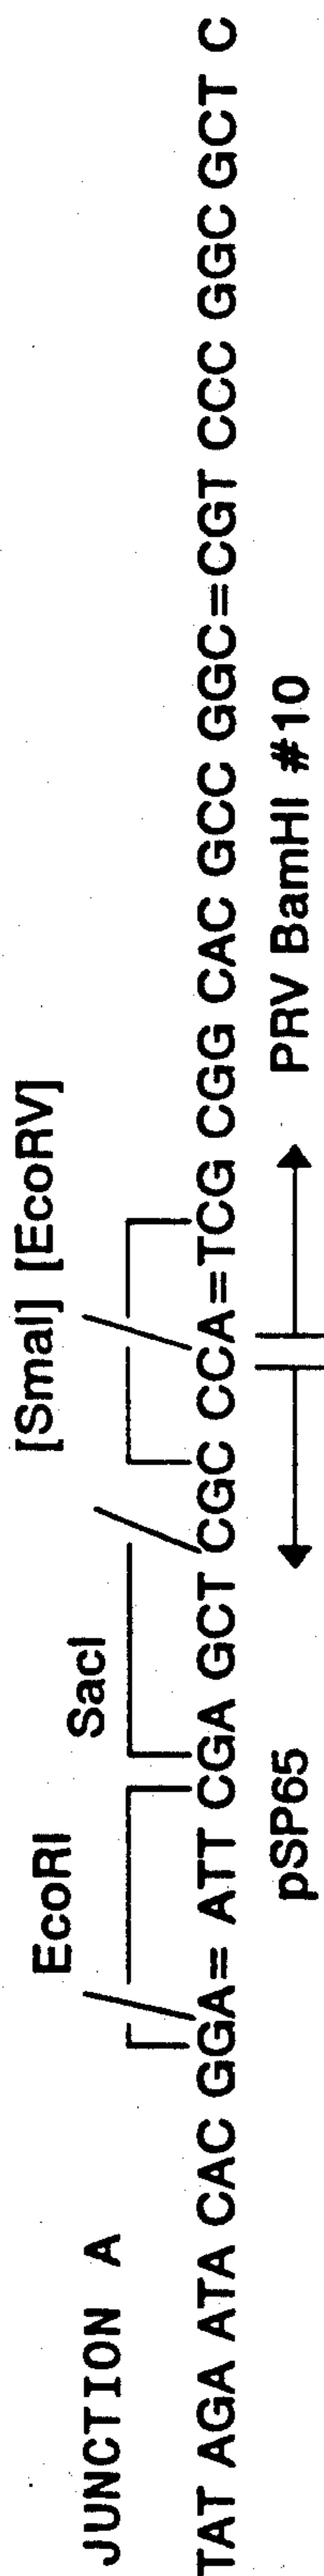 JUNCTION A
EcoRI SacI [SmaI] [EcoRV]
TAT AGA ATA CAC GGA= ATT CGA GCT CGC CCA=TCG CGG CAC GCC GGC=CGT CCC GGC GCT C
pSP65 PRV BamHI #10